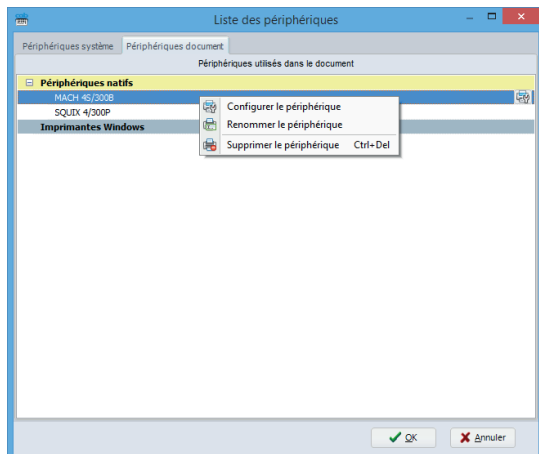 Liste des périphériques
Périphériques système Périphériques document
Périphériques utilisés dans le document
Périphériques natifs
MACH 4S/300B
SQUIX 4/300P
Imprimantes Windows
Configurer le périphérique
Renommer le périphérique
Supprimer le périphérique Ctrl+Del
OK Annuler